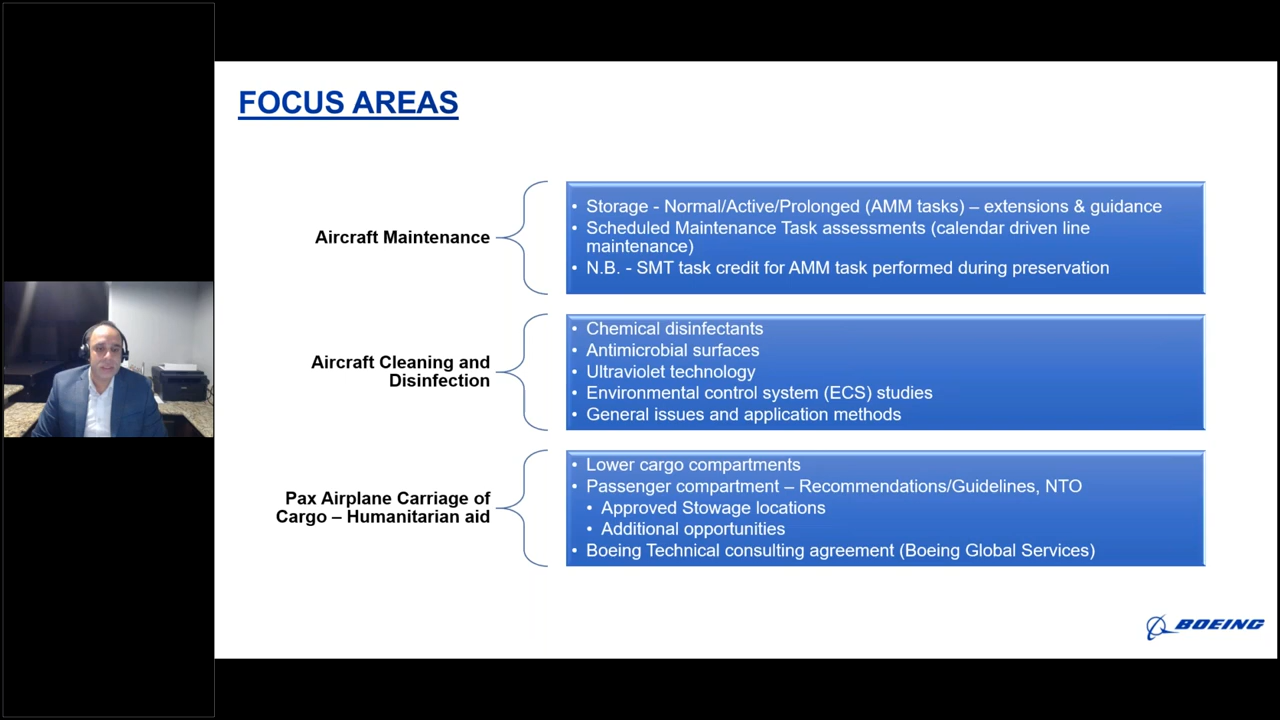 FOCUS AREAS
Aircraft Maintenance
• Storage - Normal/Active/Prolonged (AMM tasks) – extensions & guidance
• Scheduled Maintenance Task assessments (calendar driven line
maintenance)
• N.B. - SMT task credit for AMM task performed during preservation
Aircraft Cleaning and
Disinfection
• Chemical disinfectants
• Antimicrobial surfaces
• Ultraviolet technology
• Environmental control system (ECS) studies
• General issues and application methods
Pax Airplane Carriage of
Cargo – Humanitarian aid
• Lower cargo compartments
• Passenger compartment – Recommendations/Guidelines, NTO
• Approved Stowage locations
• Additional opportunities
• Boeing Technical consulting agreement (Boeing Global Services)
BOEING